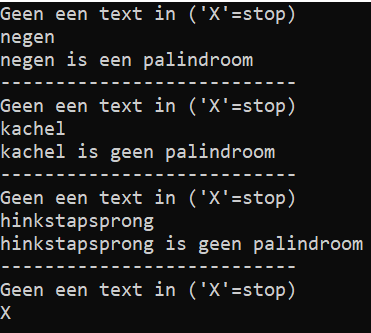 Geen een text in ('X'=stop)
negen
negen is een palindroom
---------------------------
Geen een text in ('X'=stop)
kachel
kachel is geen palindroom
---------------------------
Geen een text in ('X'=stop)
hinkstapsprong
hinkstapsprong is geen palindroom
---------------------------
Geen een text in ('X'=stop)
X